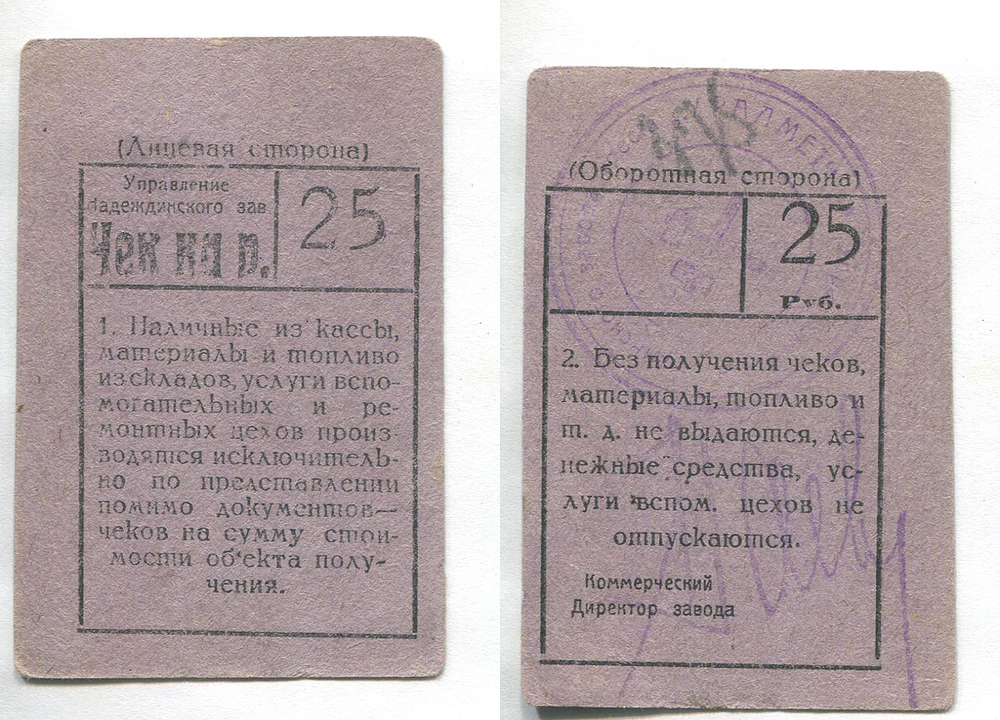 (Лицевая сторона)
Управление
Надеждинского зав.
Чек на р.
25
1. Наличные из кассы,
материалы и топливо
из складов, услуги вспо-
могательных и ре-
монтных цехов произ-
водятся исключитель-
но по представлении
помимо документов—
чеков на сумму стои-
мости об'екта полу-
чения.
(Оборотная сторона)
25
Руб.
2. Без получения чеков,
материалы, топливо и
т. д. не выдаются, де-
нежные средства, ус-
луги вспом. цехов не
отпускаются.
Коммерческий
Директор завода